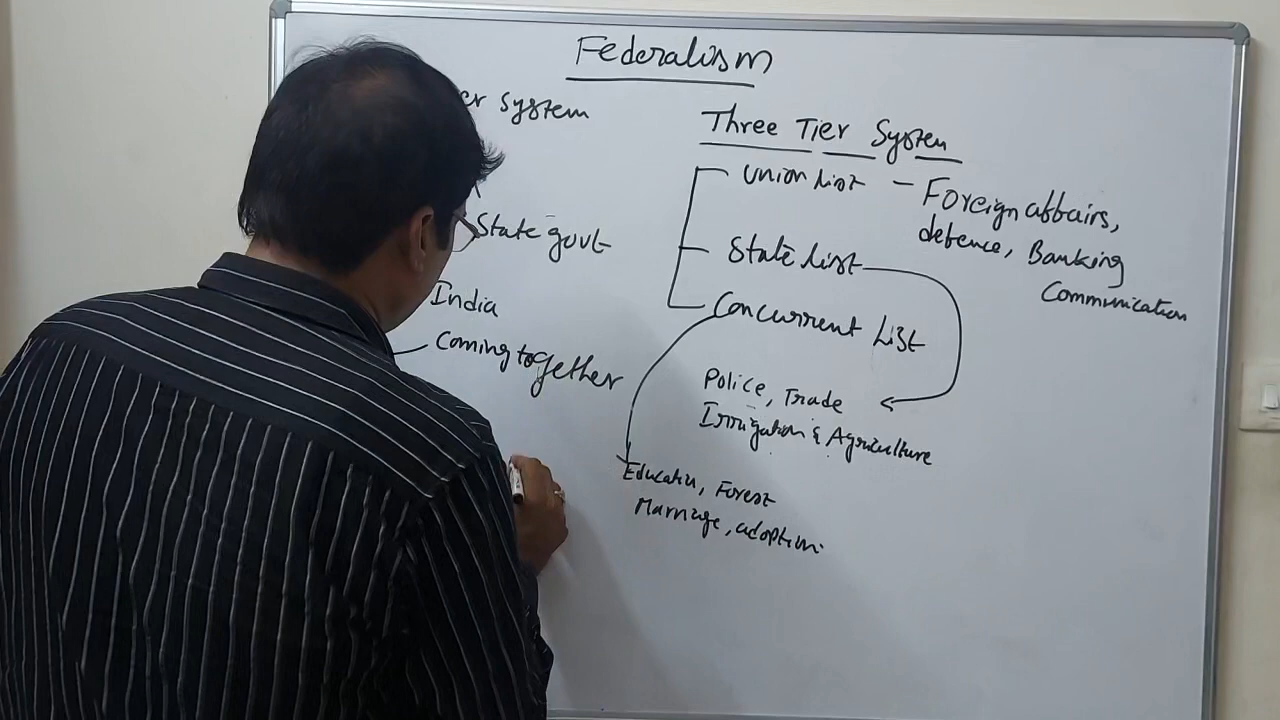 Federalism
er system
State govt
India
Coming together
Three Tier System
Union List - Foreign affairs,
defence, Banking
Communication
State List
Concurrent List
Police, Trade
Irrigation & Agriculture
Education, Forest
Marriage, adoption.